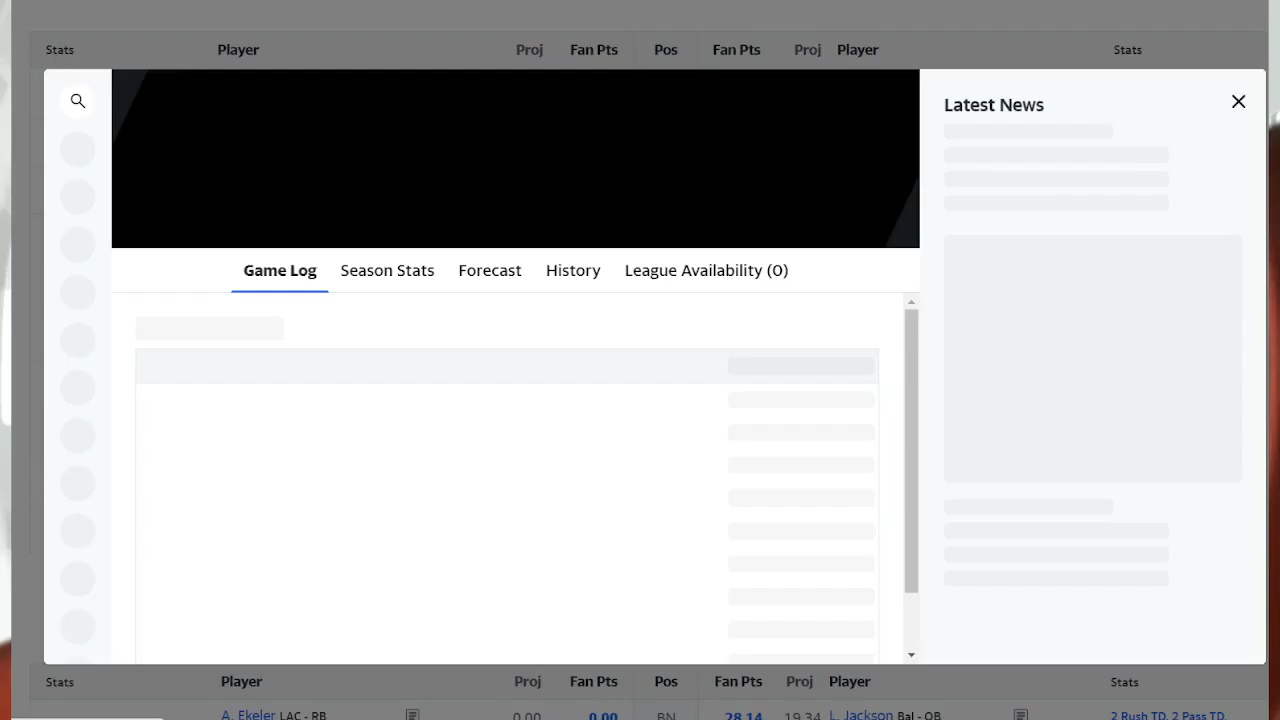 Stats Player Proj Fan Pts Pos Fan Pts Proj Player Stats
Latest News
Game Log Season Stats Forecast History League Availability (0)
Stats Player Proj Fan Pts Pos Fan Pts Proj Player Stats
A. Ekeler LAC - RB 0.00 0.00 BN 28.14 19.34 L. Jackson Bal - QB 2 Rush TD, 2 Pass TD,